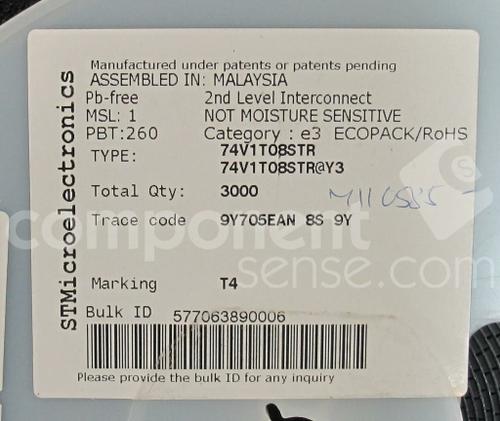 Manufactured under patents or patents pending
ASSEMBLED IN: MALAYSIA
Pb-free 2nd Level Interconnect
MSL: 1 NOT MOISTURE SENSITIVE
PBT:260 Category : e3 ECOPACK/RoHS
TYPE: 74V1T08STR
74V1T08STR@Y3
Total Qty: 3000
Trace code 9Y705EAN 8S 9Y
Marking T4
Bulk ID 577063890006
Please provide the bulk ID for any inquiry
STMicroelectronics
component
sense.com